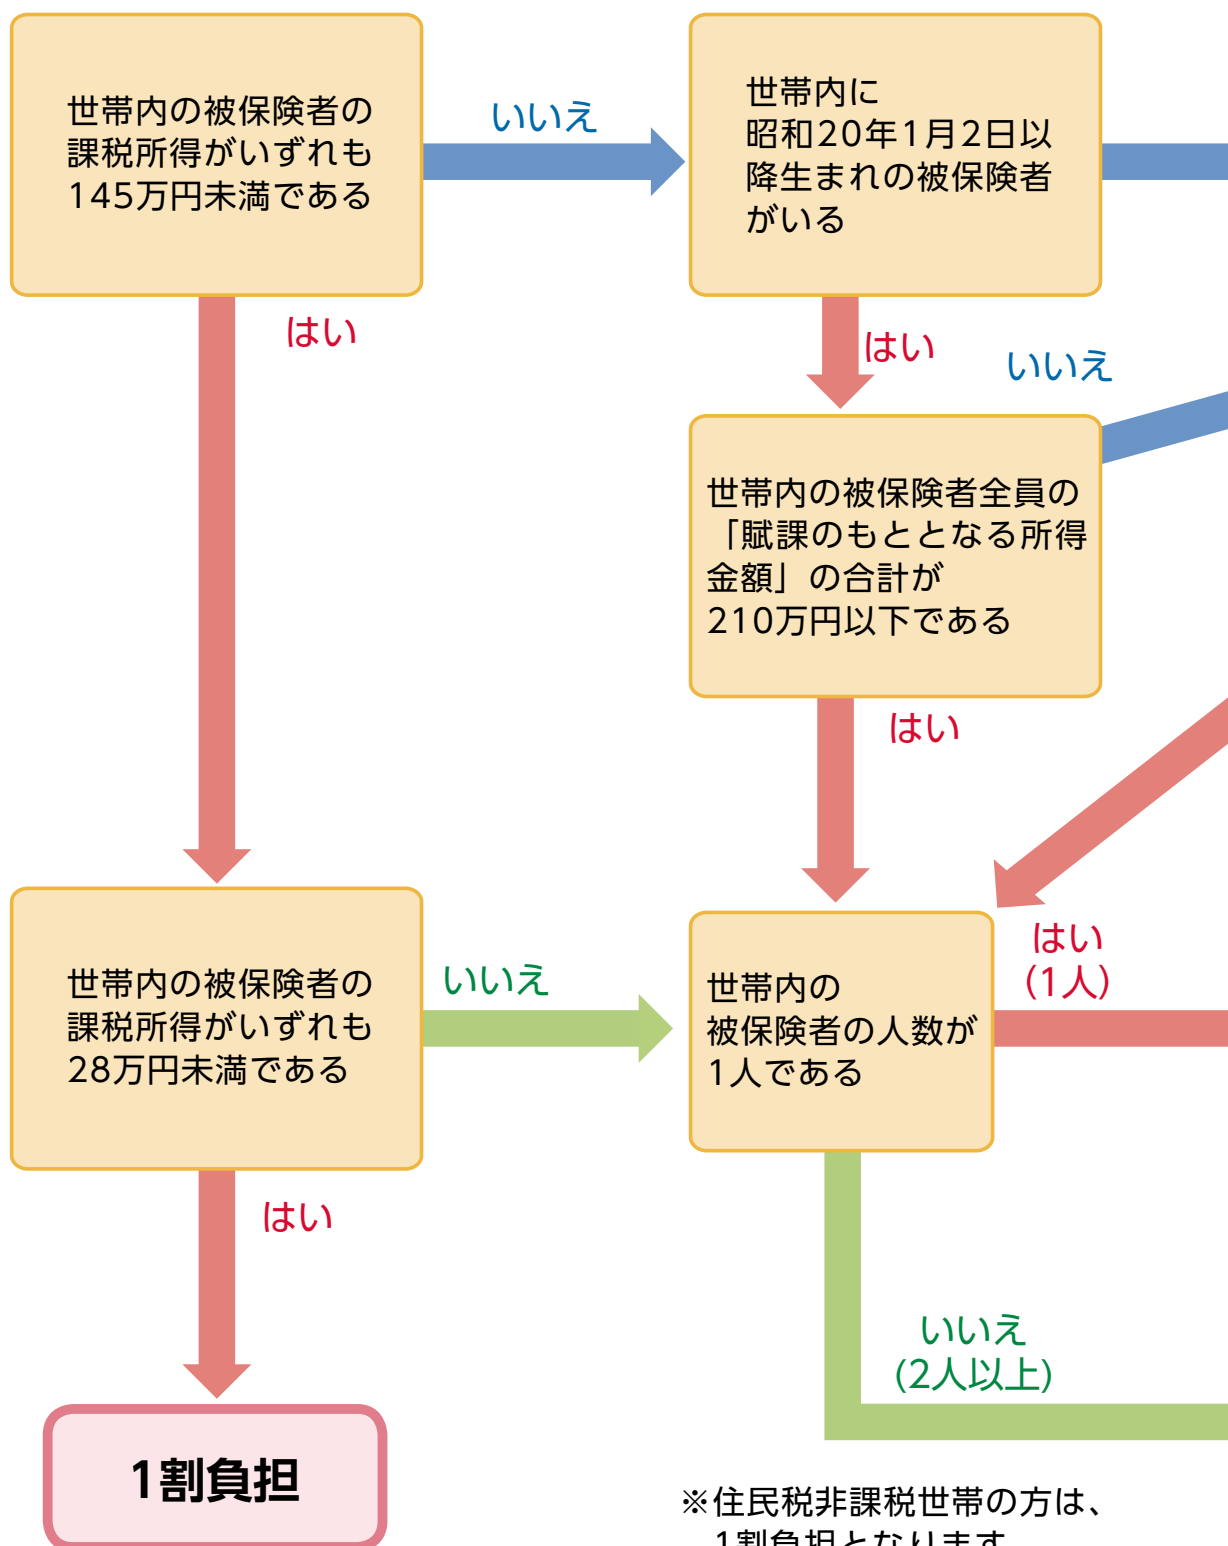 世帯内の被保険者の
課税所得がいずれも
145万円未満である
いいえ
世帯内に
昭和20年1月2日以
降生まれの被保険者
がいる
はい
はい
いいえ
世帯内の被保険者全員の
「賦課のもととなる所得
金額」の合計が
210万円以下である
はい
世帯内の被保険者の
課税所得がいずれも
28万円未満である
いいえ
世帯内の
被保険者の人数が
1人である
はい
(1人)
はい
いいえ
(2人以上)
1割負担
※住民税非課税世帯の方は、
1割負担となります